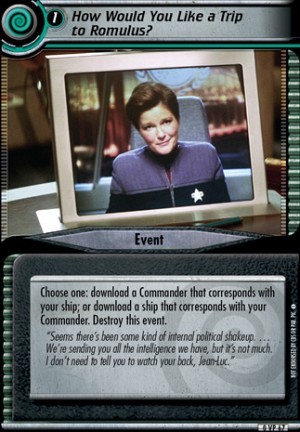 1
How Would You Like a Trip
to Romulus?
Event
Choose one: download a Commander that corresponds with
your ship; or download a ship that corresponds with your
Commander. Destroy this event.
"Seems there's been some kind of internal political shakeup. . . .
We're sending you all the intelligence we have, but it's not much.
I don't need to tell you to watch your back, Jean-Luc."
0 VP 67